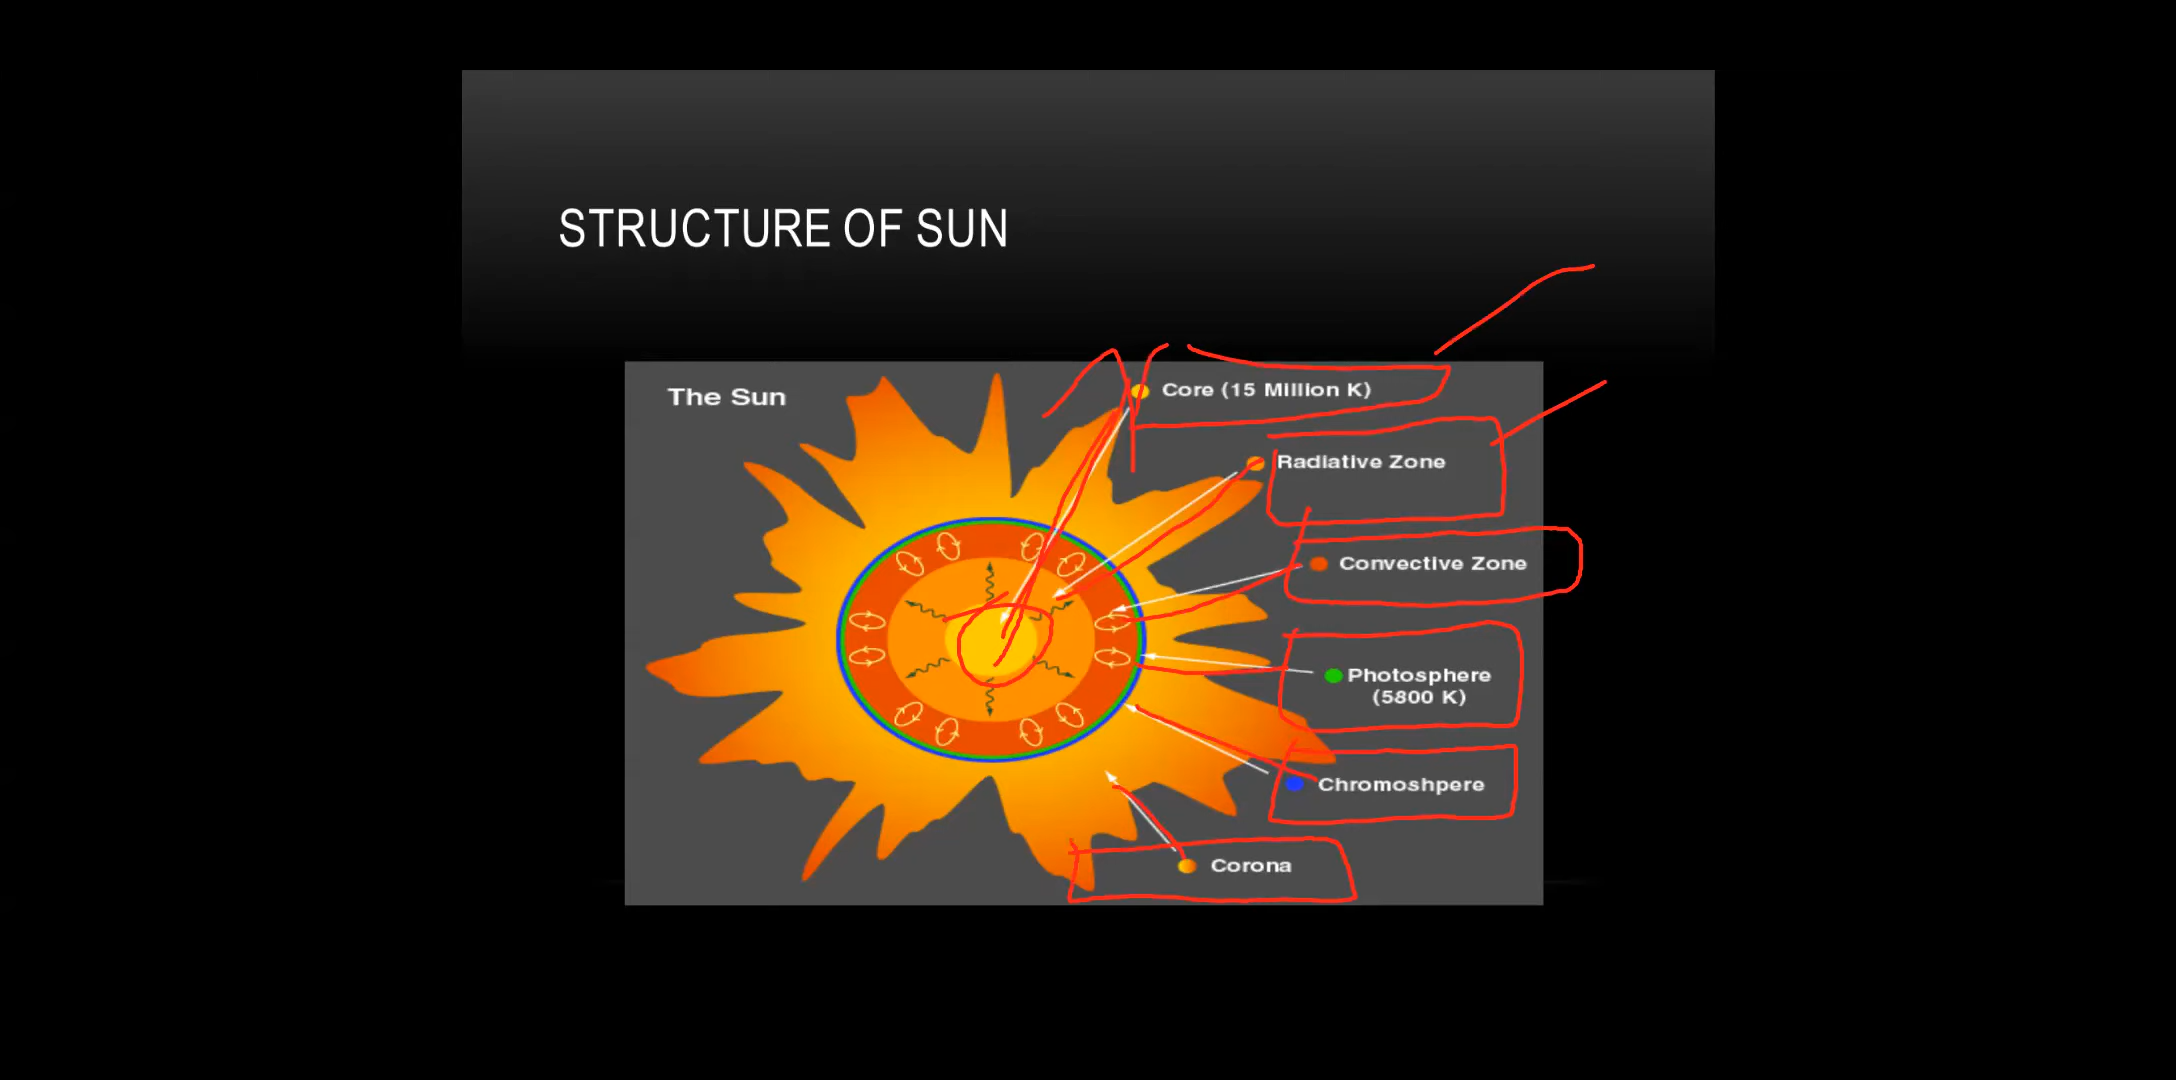 STRUCTURE OF SUN
The Sun
Core (15 Million K)
Radiative Zone
Convective Zone
Photosphere
(5800 K)
Chromoshpere
Corona